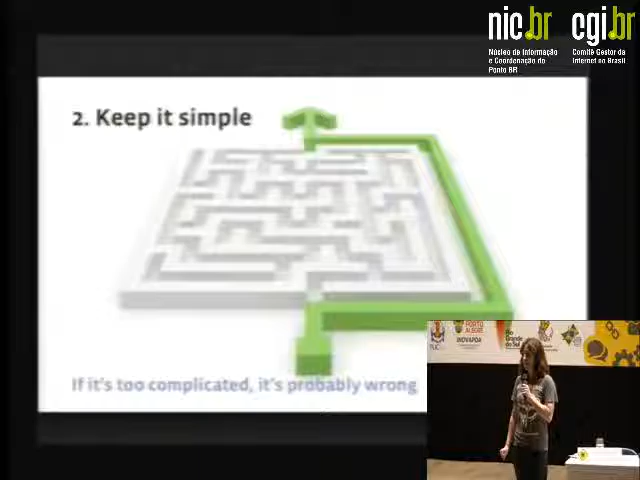 nic.br cgi.br
Núcleo de Informação
e Coordenação do
Ponto BR
Comitê Gestor da
Internet no Brasil
2. Keep it simple
If it's too complicated, it's probably wrong
PORTO
ALEGRE
INOVAPOA
Rio
Grande
do Sul
PUC